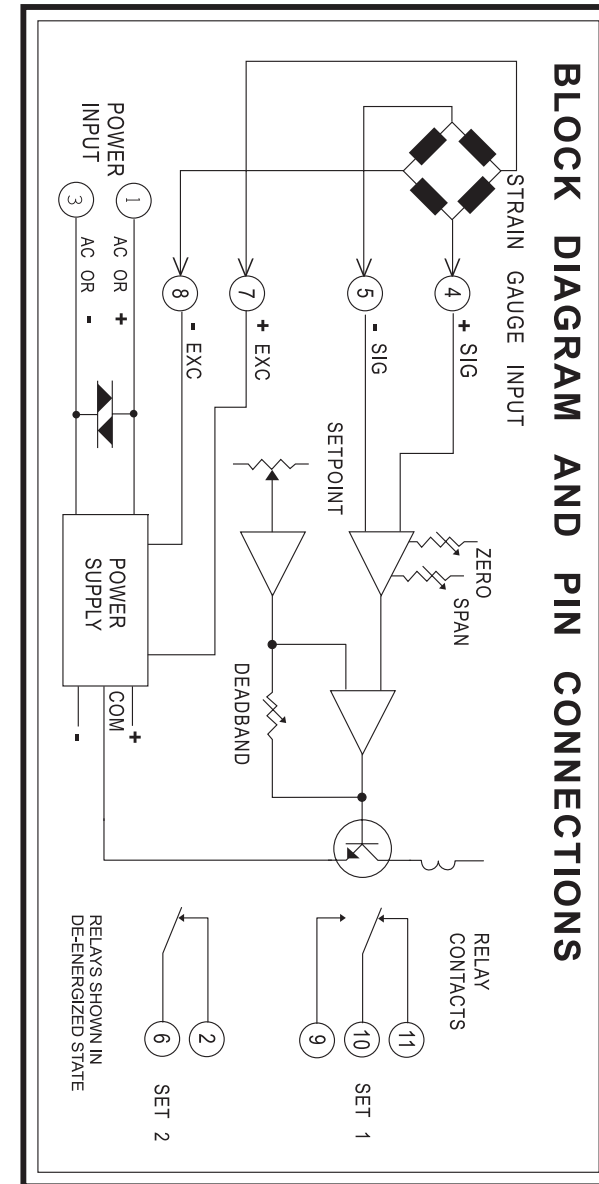 BLOCK DIAGRAM AND PIN CONNECTIONS
STRAIN GAUGE INPUT
4
+ SIG
5
- SIG
7
+ EXC
8
- EXC
POWER
INPUT
1
AC OR +
3
AC OR -
ZERO
SPAN
SETPOINT
DEADBAND
POWER
SUPPLY
+
COM
-
RELAY
CONTACTS
11
10
9
SET 1
2
6
SET 2
RELAYS SHOWN IN
DE-ENERGIZED STATE